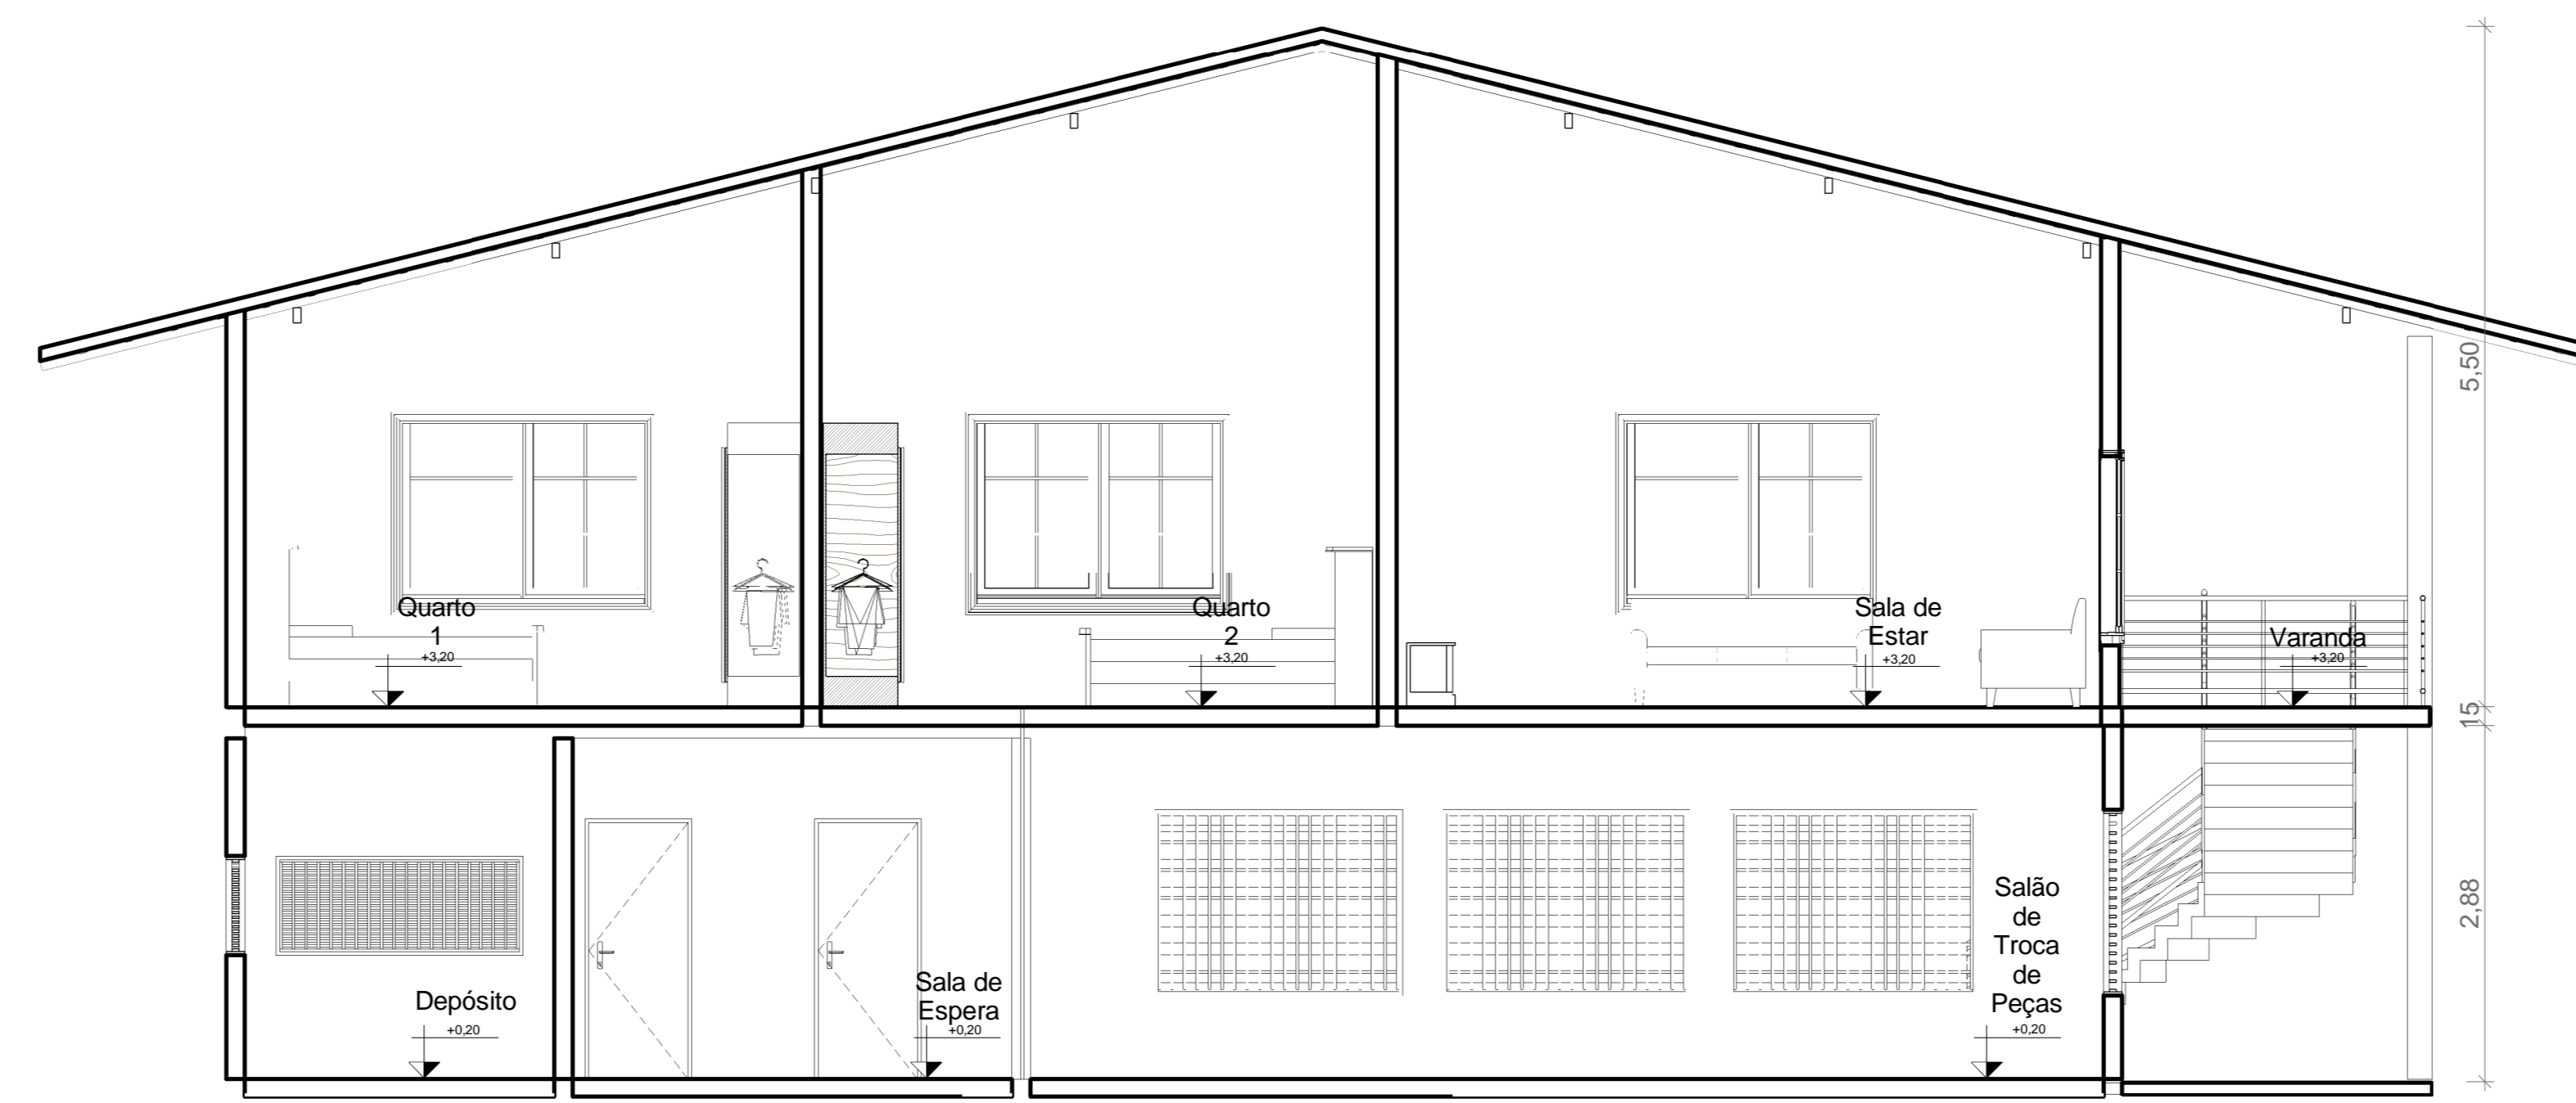 5,50
Quarto
1
+3,20
Quarto
2
+3,20
Sala de
Estar
+3,20
Varanda
+3,20
15
2,88
Depósito
+0,20
Sala de
Espera
+0,20
Salão
de
Troca
de
Peças
+0,20